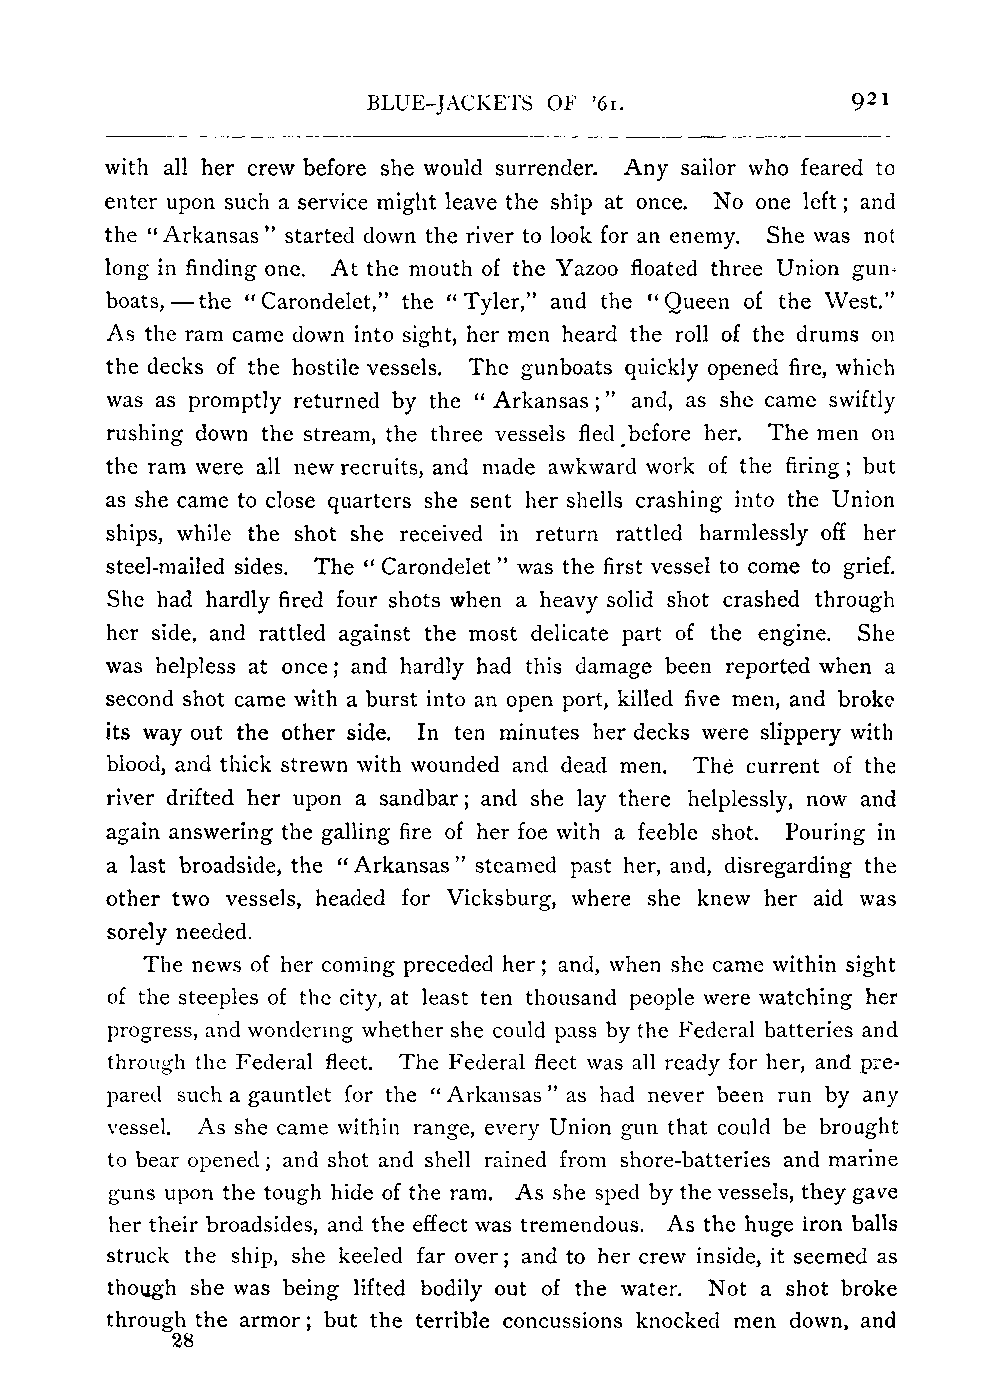 BLUE-JACKETS OF '61. 921
with all her crew before she would surrender. Any sailor who feared to
enter upon such a service might leave the ship at once. No one left; and
the "Arkansas" started down the river to look for an enemy. She was not
long in finding one. At the mouth of the Yazoo floated three Union gun-
boats,—the "Carondelet," the "Tyler," and the "Queen of the West."
As the ram came down into sight, her men heard the roll of the drums on
the decks of the hostile vessels. The gunboats quickly opened fire, which
was as promptly returned by the "Arkansas;" and, as she came swiftly
rushing down the stream, the three vessels fled before her. The men on
the ram were all new recruits, and made awkward work of the firing; but
as she came to close quarters she sent her shells crashing into the Union
ships, while the shot she received in return rattled harmlessly off her
steel-mailed sides. The "Carondelet" was the first vessel to come to grief.
She had hardly fired four shots when a heavy solid shot crashed through
her side, and rattled against the most delicate part of the engine. She
was helpless at once; and hardly had this damage been reported when a
second shot came with a burst into an open port, killed five men, and broke
its way out the other side. In ten minutes her decks were slippery with
blood, and thick strewn with wounded and dead men. The current of the
river drifted her upon a sandbar; and she lay there helplessly, now and
again answering the galling fire of her foe with a feeble shot. Pouring in
a last broadside, the "Arkansas" steamed past her, and, disregarding the
other two vessels, headed for Vicksburg, where she knew her aid was
sorely needed.
The news of her coming preceded her; and, when she came within sight
of the steeples of the city, at least ten thousand people were watching her
progress, and wondering whether she could pass by the Federal batteries and
through the Federal fleet. The Federal fleet was all ready for her, and pre-
pared such a gauntlet for the "Arkansas" as had never been run by any
vessel. As she came within range, every Union gun that could be brought
to bear opened; and shot and shell rained from shore-batteries and marine
guns upon the tough hide of the ram. As she sped by the vessels, they gave
her their broadsides, and the effect was tremendous. As the huge iron balls
struck the ship, she keeled far over; and to her crew inside, it seemed as
though she was being lifted bodily out of the water. Not a shot broke
through the armor; but the terrible concussions knocked men down, and
28